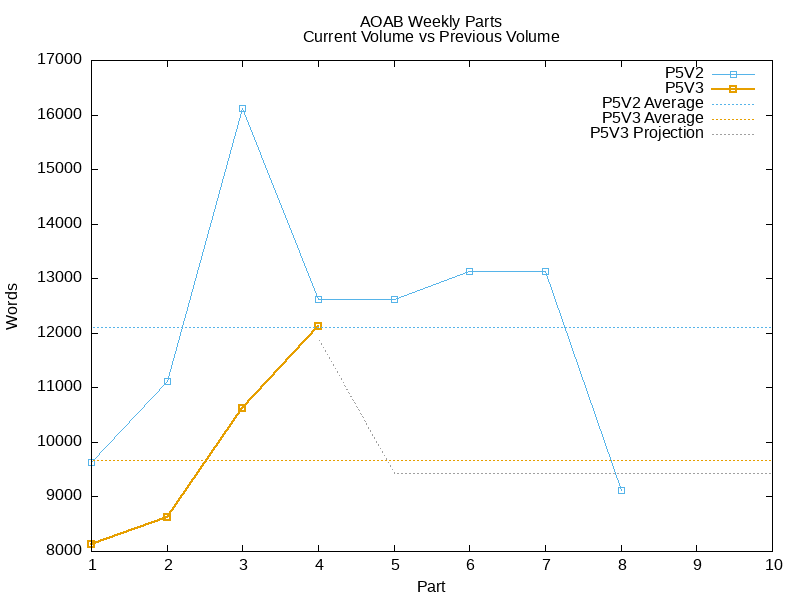 AOAB Weekly Parts
Current Volume vs Previous Volume
17000
16000
15000
14000
13000
12000
11000
10000
9000
8000
Words
P5V2
P5V3
P5V2 Average
P5V3 Average
P5V3 Projection
1 2 3 4 5 6 7 8 9 10
Part